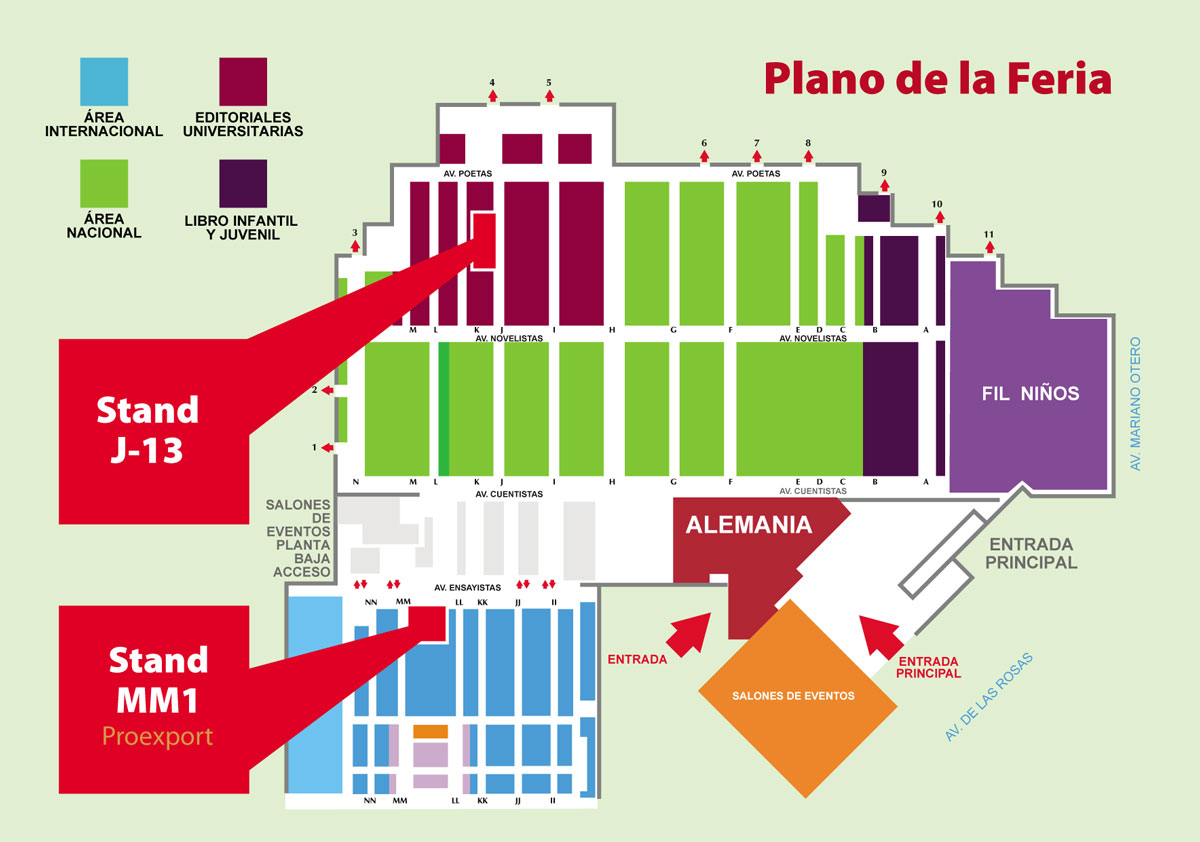 Plano de la Feria
ÁREA
INTERNACIONAL
EDITORIALES
UNIVERSITARIAS
ÁREA
NACIONAL
LIBRO INFANTIL
Y JUVENIL
4
5
6
7
8
9
10
11
3
2
1
AV. POETAS
AV. POETAS
M
L
K
J
I
H
G
F
E
D
C
B
A
AV. NOVELISTAS
AV. NOVELISTAS
Stand
J-13
FIL NIÑOS
AV. MARIANO OTERO
N
M
L
K
J
I
H
G
F
E
D
C
B
A
AV. CUENTISTAS
AV. CUENTISTAS
SALONES
DE
EVENTOS
PLANTA
BAJA
ACCESO
ALEMANIA
ENTRADA
PRINCIPAL
AV. ENSAYISTAS
NN
MM
LL
KK
JJ
II
Stand
MM1
Proexport
ENTRADA
ENTRADA
PRINCIPAL
SALONES DE EVENTOS
AV. DE LAS ROSAS
NN
MM
LL
KK
JJ
II